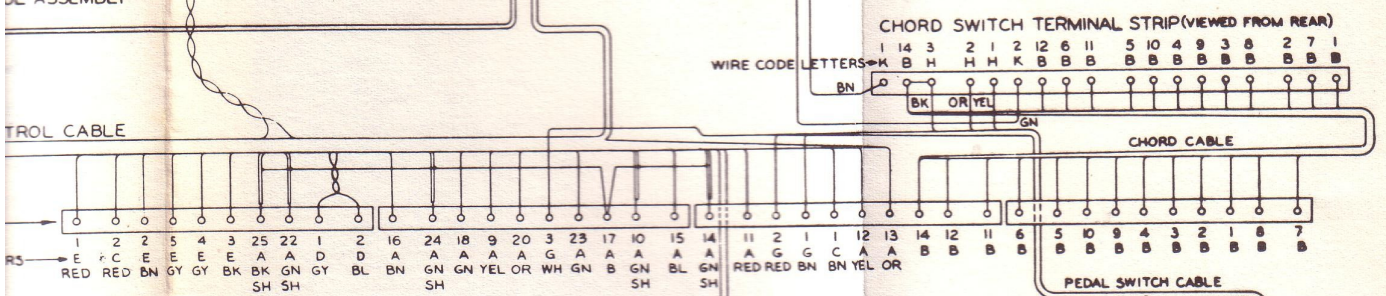 ASSEMBLY
CHORD SWITCH TERMINAL STRIP(VIEWED FROM REAR)
1 14 3 2 1 2 12 6 11 5 10 4 9 3 8 2 7 1
WIRE CODE LETTERS K B H H H K B B B B B B B B B B B B
BN
BK OR YEL
GN
TROL CABLE
CHORD CABLE
1 2 2 5 4 3 25 22 1 2 16 24 18 9 20 3 23 17 10 15 14 11 2 1 1 12 13 14 12 11 6 5 10 9 4 3 1 8 7
RS E C E E E E A A D D A A A A A G A A A A A A G G C A A B B B B B B B B B B B B
RED RED BN GY GY BK BK GN GY BL BN GN GN YEL OR WH GN B GN BL GN RED RED BN BN YEL OR
SH SH SH SH SH
PEDAL SWITCH CABLE